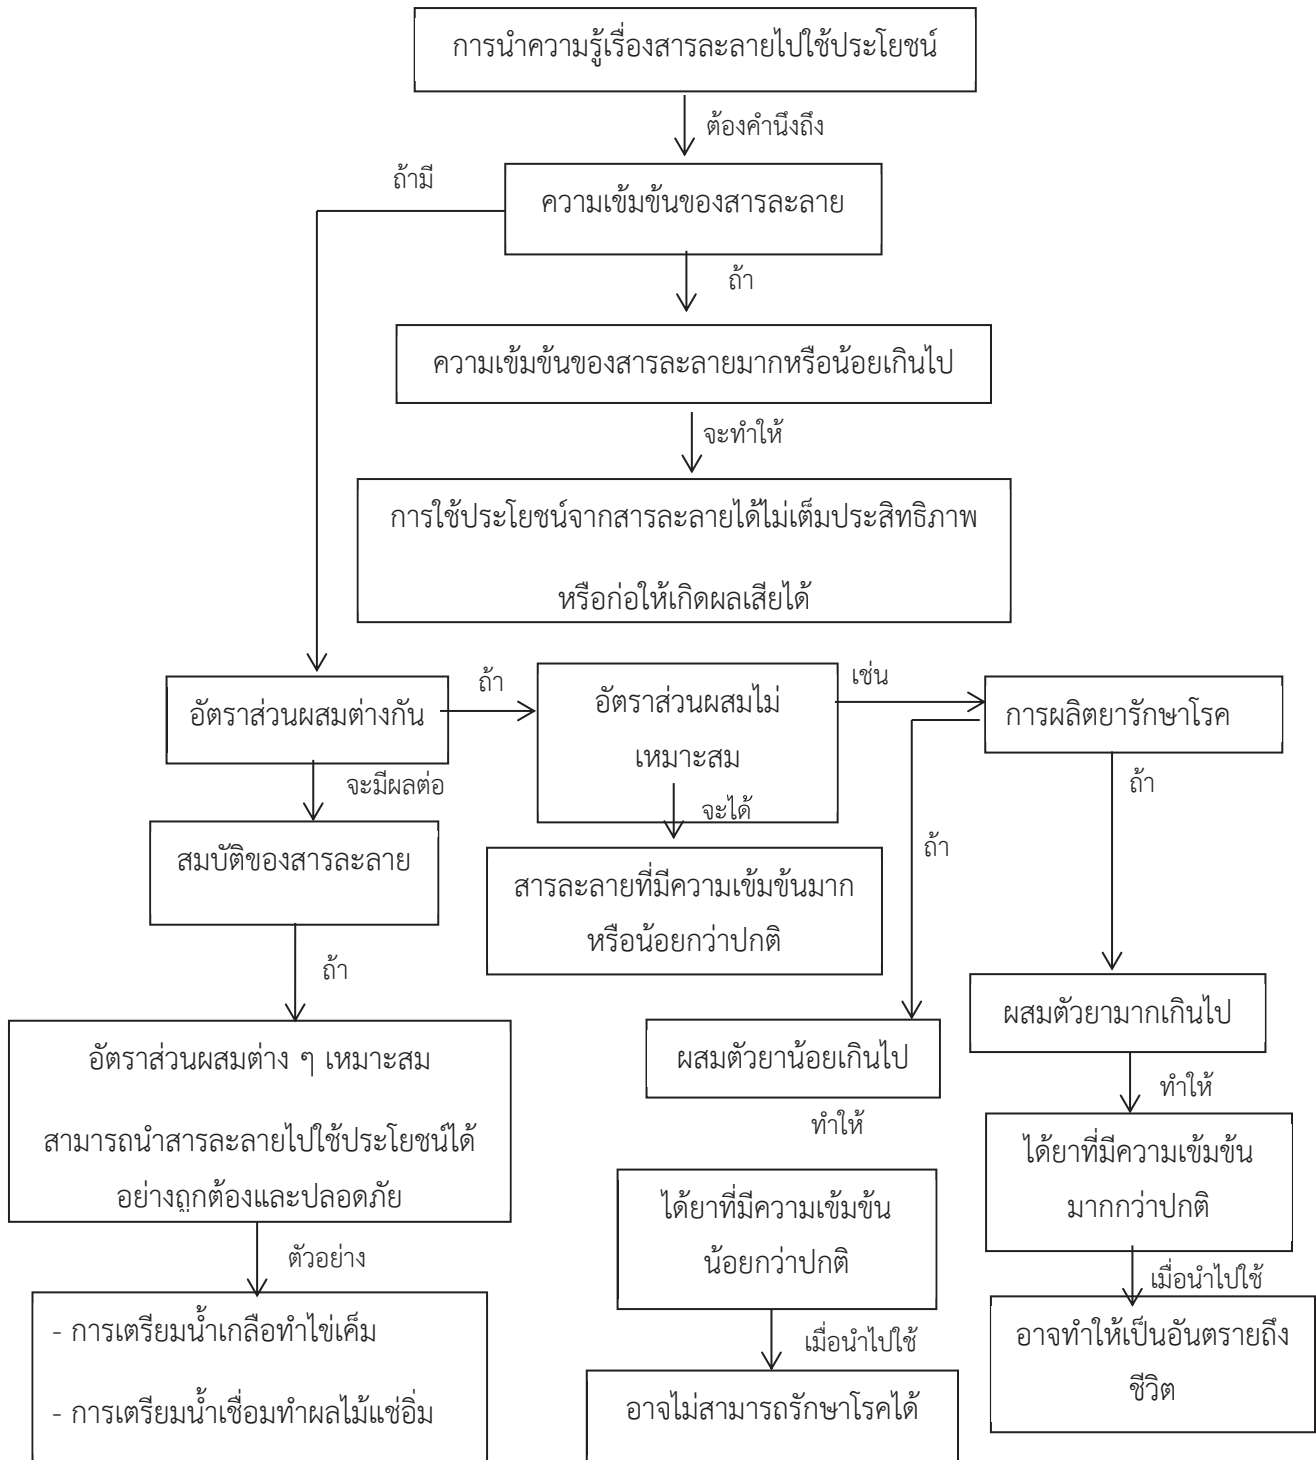 การนำความรู้เรื่องสารละลายไปใช้ประโยชน์
ต้องคำนึงถึง
ถ้ามี
ความเข้มข้นของสารละลาย
ถ้า
ความเข้มข้นของสารละลายมากหรือน้อยเกินไป
จะทำให้
การใช้ประโยชน์จากสารละลายได้ไม่เต็มประสิทธิภาพ
หรือก่อให้เกิดผลเสียได้
อัตราส่วนผสมต่างกัน
ถ้า
อัตราส่วนผสมไม่
เหมาะสม
เช่น
การผลิตยารักษาโรค
จะมีผลต่อ
จะได้
ถ้า
ถ้า
สมบัติของสารละลาย
สารละลายที่มีความเข้มข้นมาก
หรือน้อยกว่าปกติ
ถ้า
อัตราส่วนผสมต่าง ๆ เหมาะสม
สามารถนำสารละลายไปใช้ประโยชน์ได้
อย่างถูกต้องและปลอดภัย
ผสมตัวยาน้อยเกินไป
ผสมตัวยามากเกินไป
ทำให้
ทำให้
ได้ยาที่มีความเข้มข้น
น้อยกว่าปกติ
ได้ยาที่มีความเข้มข้น
มากกว่าปกติ
ตัวอย่าง
เมื่อนำไปใช้
เมื่อนำไปใช้
- การเตรียมน้ำเกลือทำไข่เค็ม
- การเตรียมน้ำเชื่อมทำผลไม้แช่อิ่ม
อาจไม่สามารถรักษาโรคได้
อาจทำให้เป็นอันตรายถึง
ชีวิต